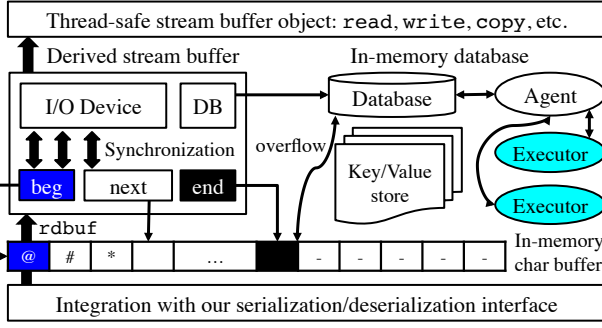 Thread-safe stream buffer object: read, write, copy, etc.
Derived stream buffer
In-memory database
I/O Device
DB
Database
Agent
Synchronization
overflow
Executor
beg
next
end
Key/Value
store
Executor
rdbuf
@ # * … - - - - -
In-memory
char buffer
Integration with our serialization/deserialization interface